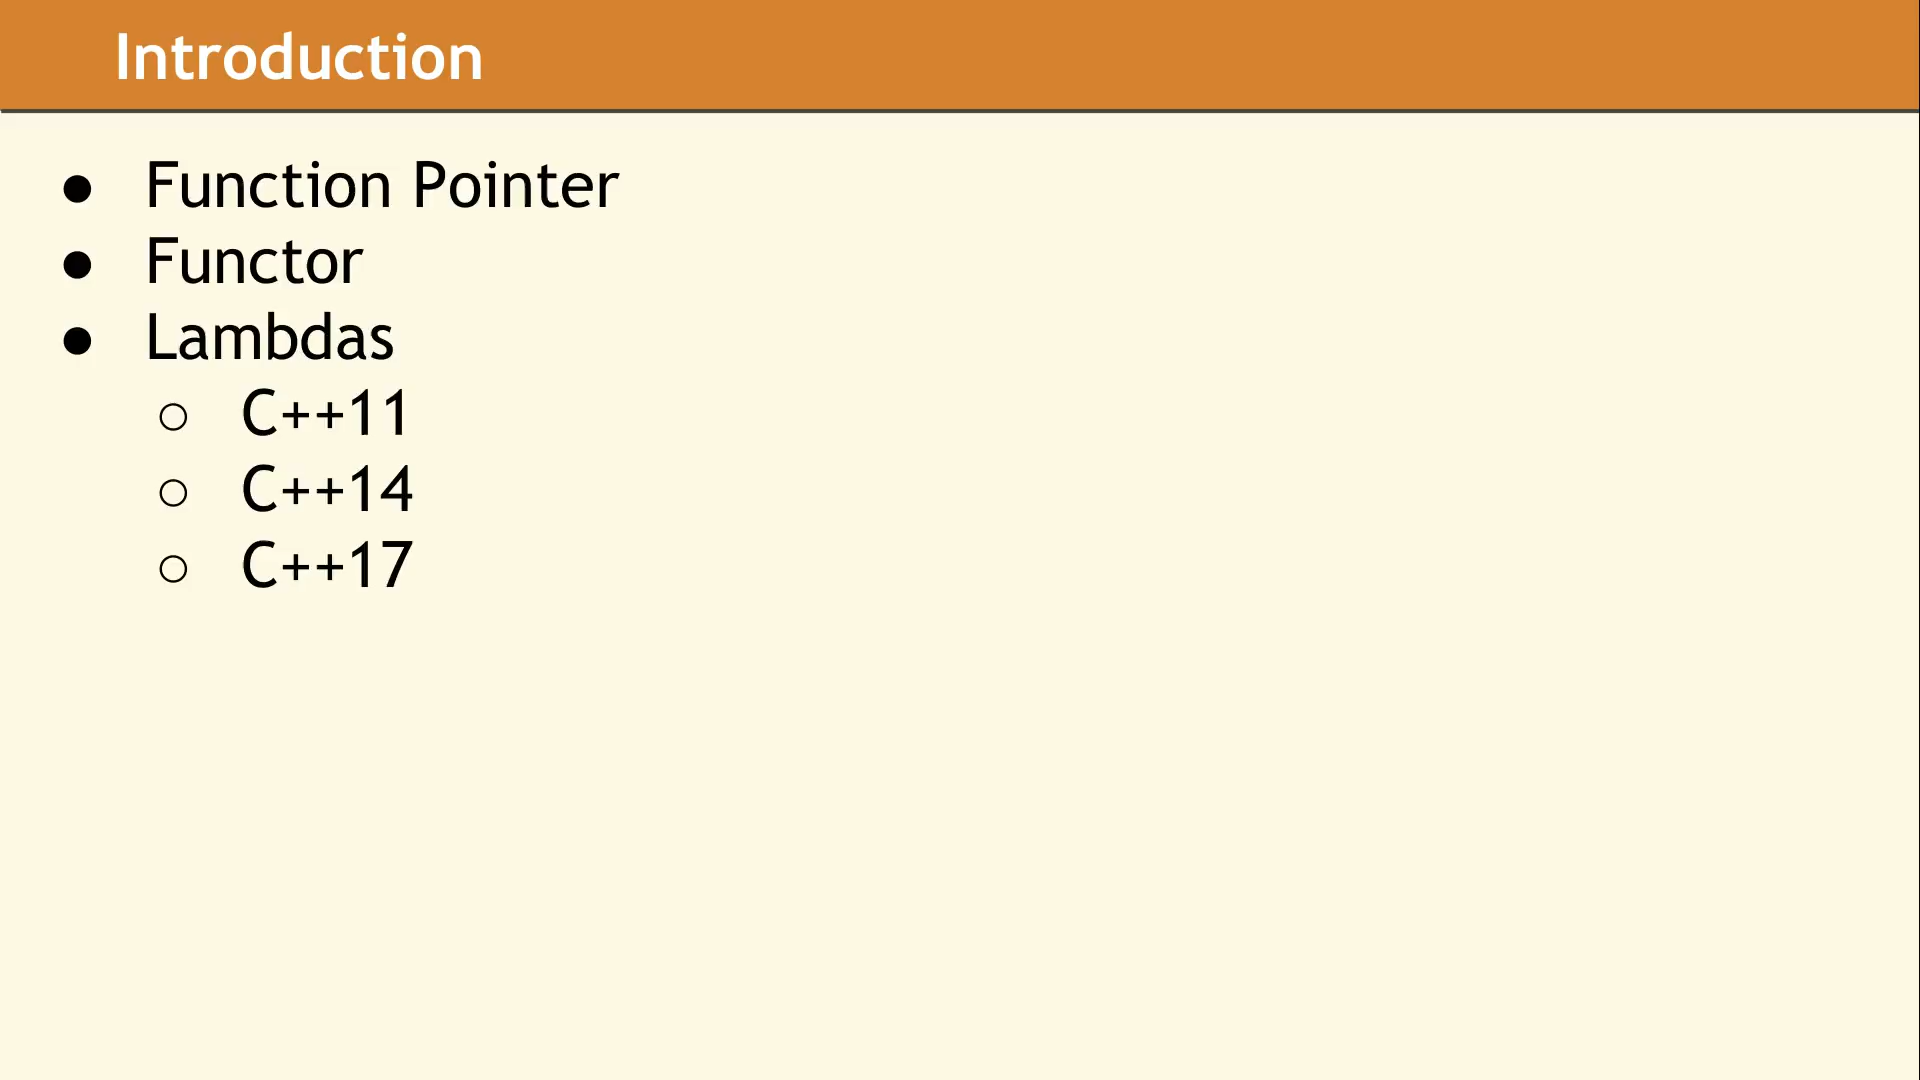 Introduction
● Function Pointer
● Functor
● Lambdas
○ C++11
○ C++14
○ C++17